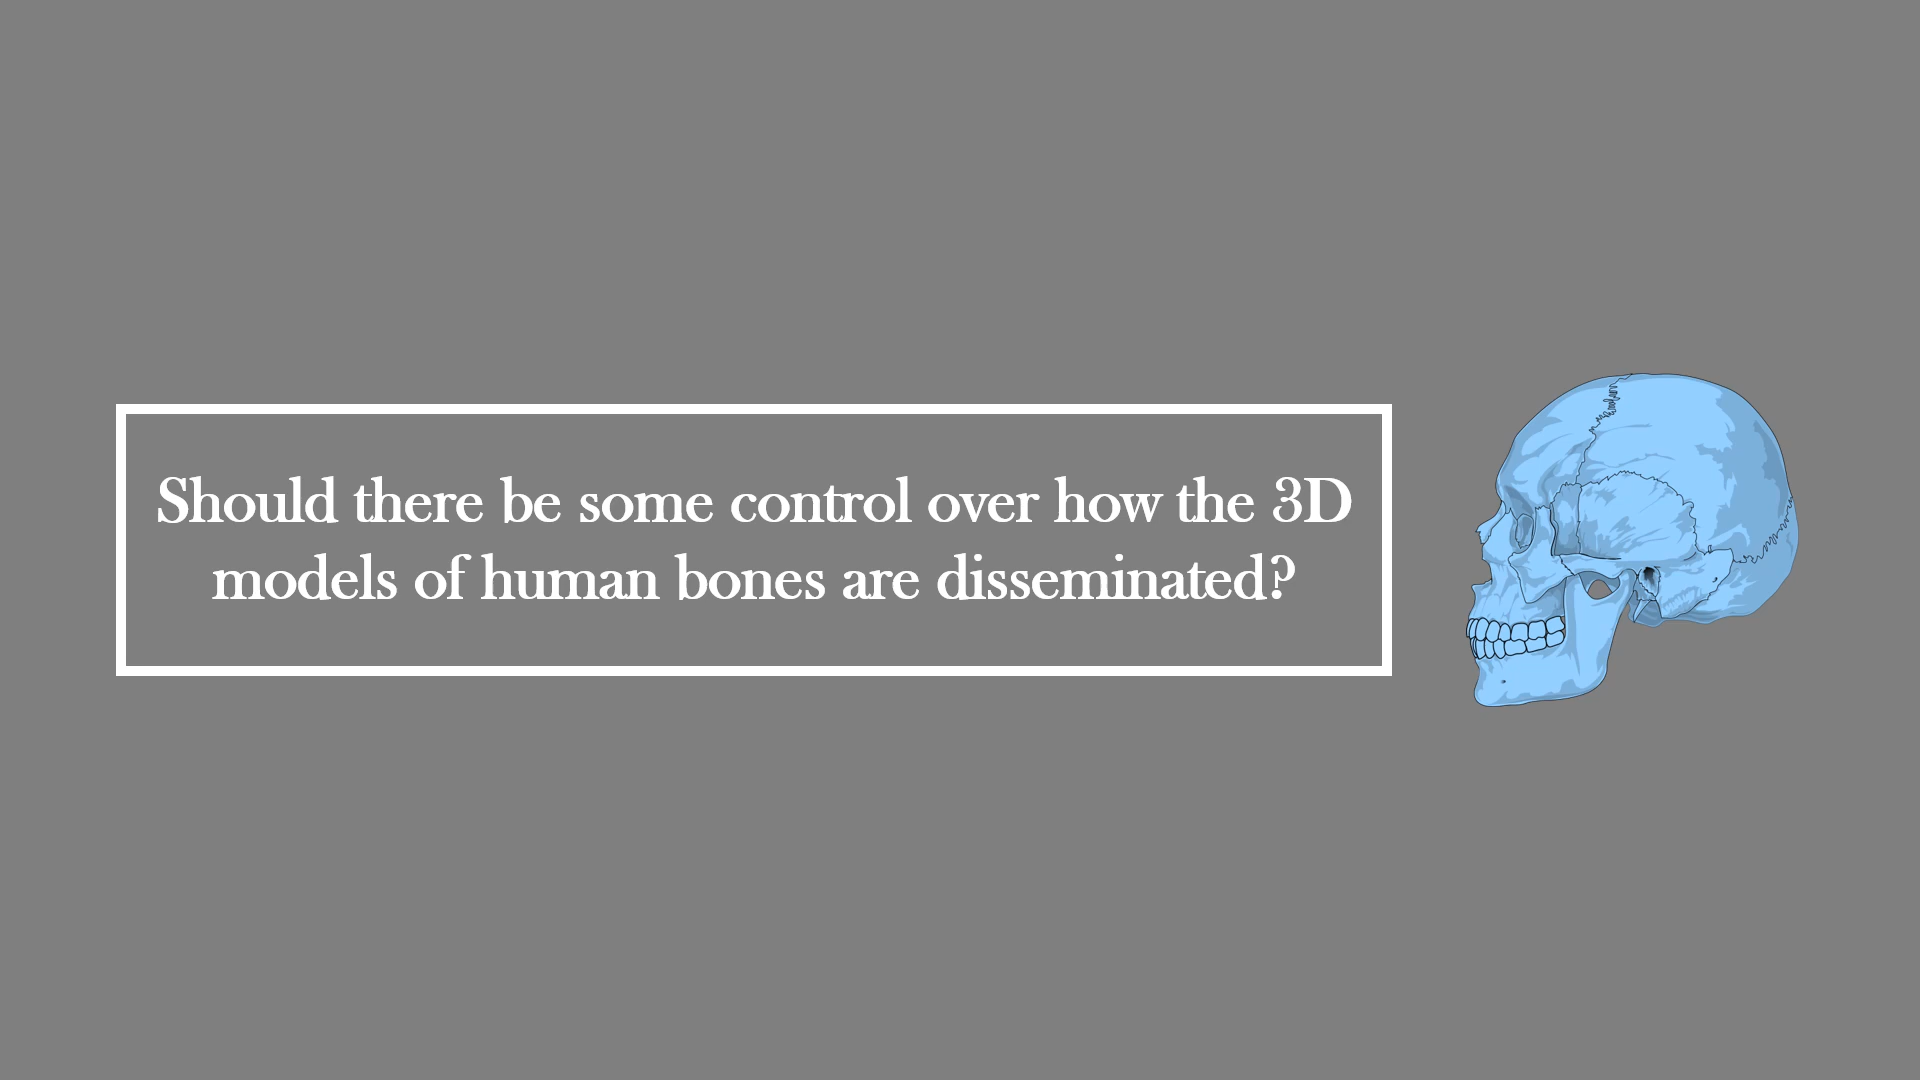 Should there be some control over how the 3D
models of human bones are disseminated?